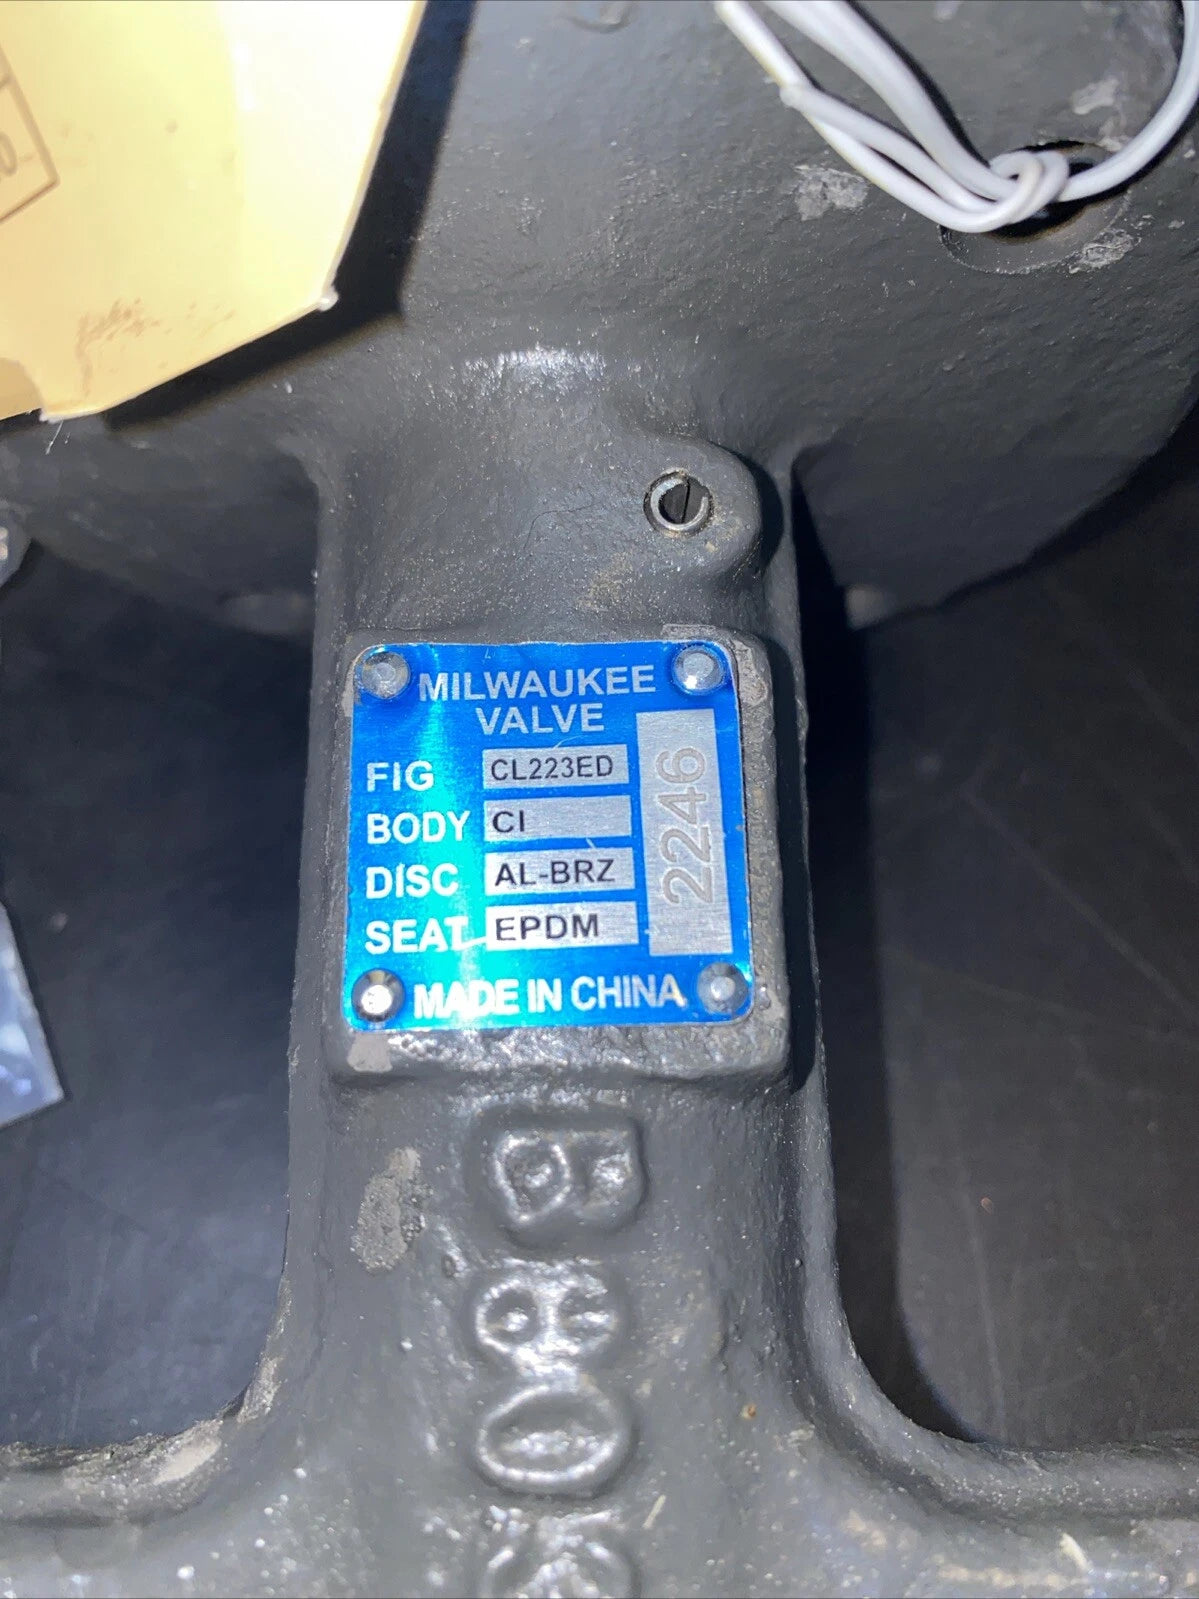 MILWAUKEE
VALVE
FIG CL223ED
BODY CI
DISC AL-BRZ
SEAT EPDM
2246
MADE IN CHINA